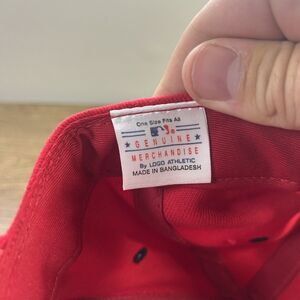 One Size Fits All
GENUINE
MERCHANDISE
By LOGO ATHLETIC
MADE IN BANGLADESH